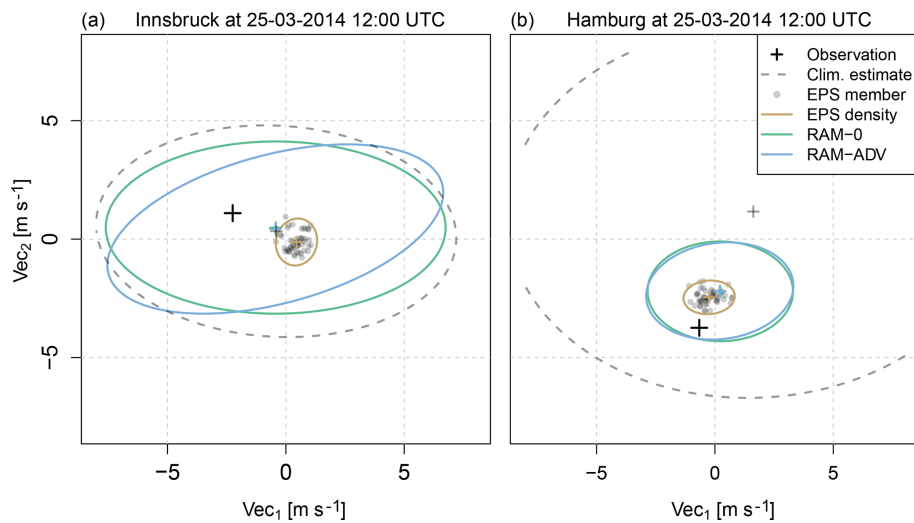 (a) Innsbruck at 25-03-2014 12:00 UTC
(b) Hamburg at 25-03-2014 12:00 UTC
Observation
Clim. estimate
EPS member
EPS density
RAM−0
RAM−ADV
Vec₂ [m s⁻¹]
5
0
−5
−5 0 5
−5 0 5
Vec₁ [m s⁻¹]
Vec₁ [m s⁻¹]